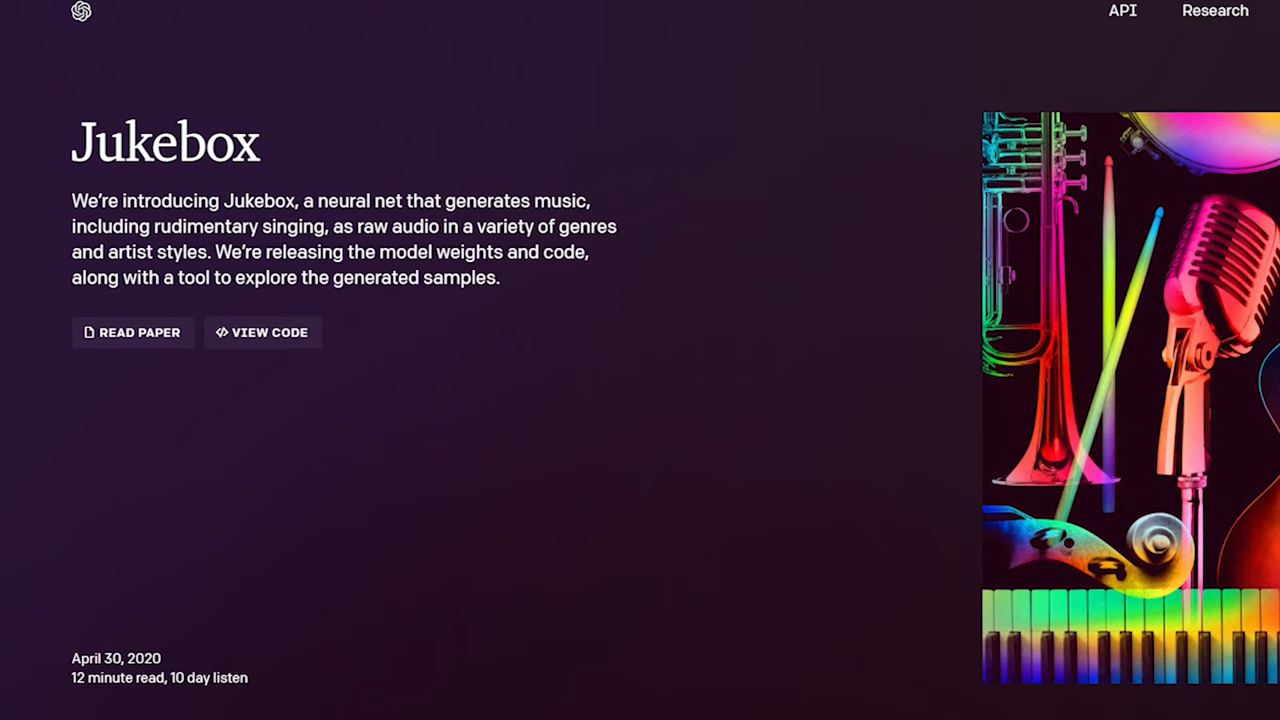 API Research
Jukebox
We’re introducing Jukebox, a neural net that generates music,
including rudimentary singing, as raw audio in a variety of genres
and artist styles. We’re releasing the model weights and code,
along with a tool to explore the generated samples.
READ PAPER </> VIEW CODE
April 30, 2020
12 minute read, 10 day listen